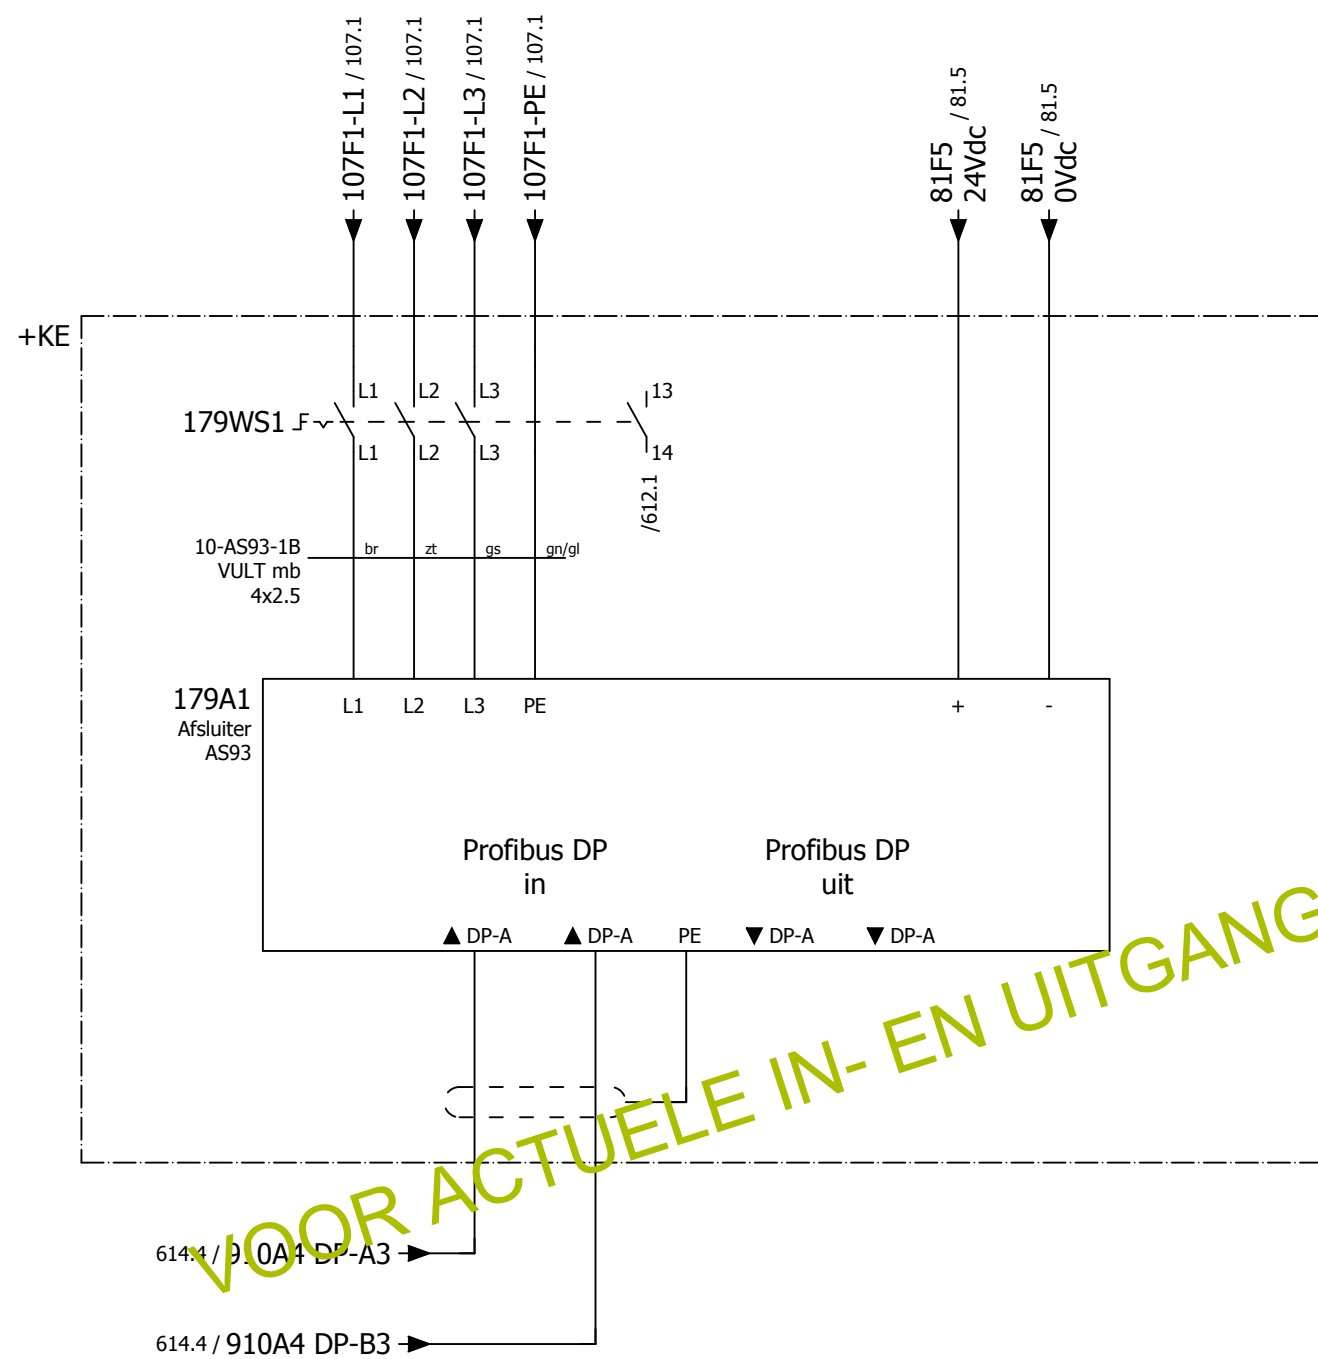 107F1-L1 / 107.1
107F1-L2 / 107.1
107F1-L3 / 107.1
107F1-PE / 107.1
81F5
24Vdc / 81.5
81F5
0Vdc / 81.5
+KE
L1
L2
L3
13
179WS1
L1
L2
L3
14
/612.1
10-AS93-1B
VULT mb
4x2.5
br
zt
gs
gn/gl
179A1
Afsluiter
AS93
L1
L2
L3
PE
+
-
Profibus DP
in
Profibus DP
uit
DP-A
DP-A
PE
DP-A
DP-A
VOOR ACTUELE IN- EN UITGANG
614.4 / 910A4 DP-A3
614.4 / 910A4 DP-B3